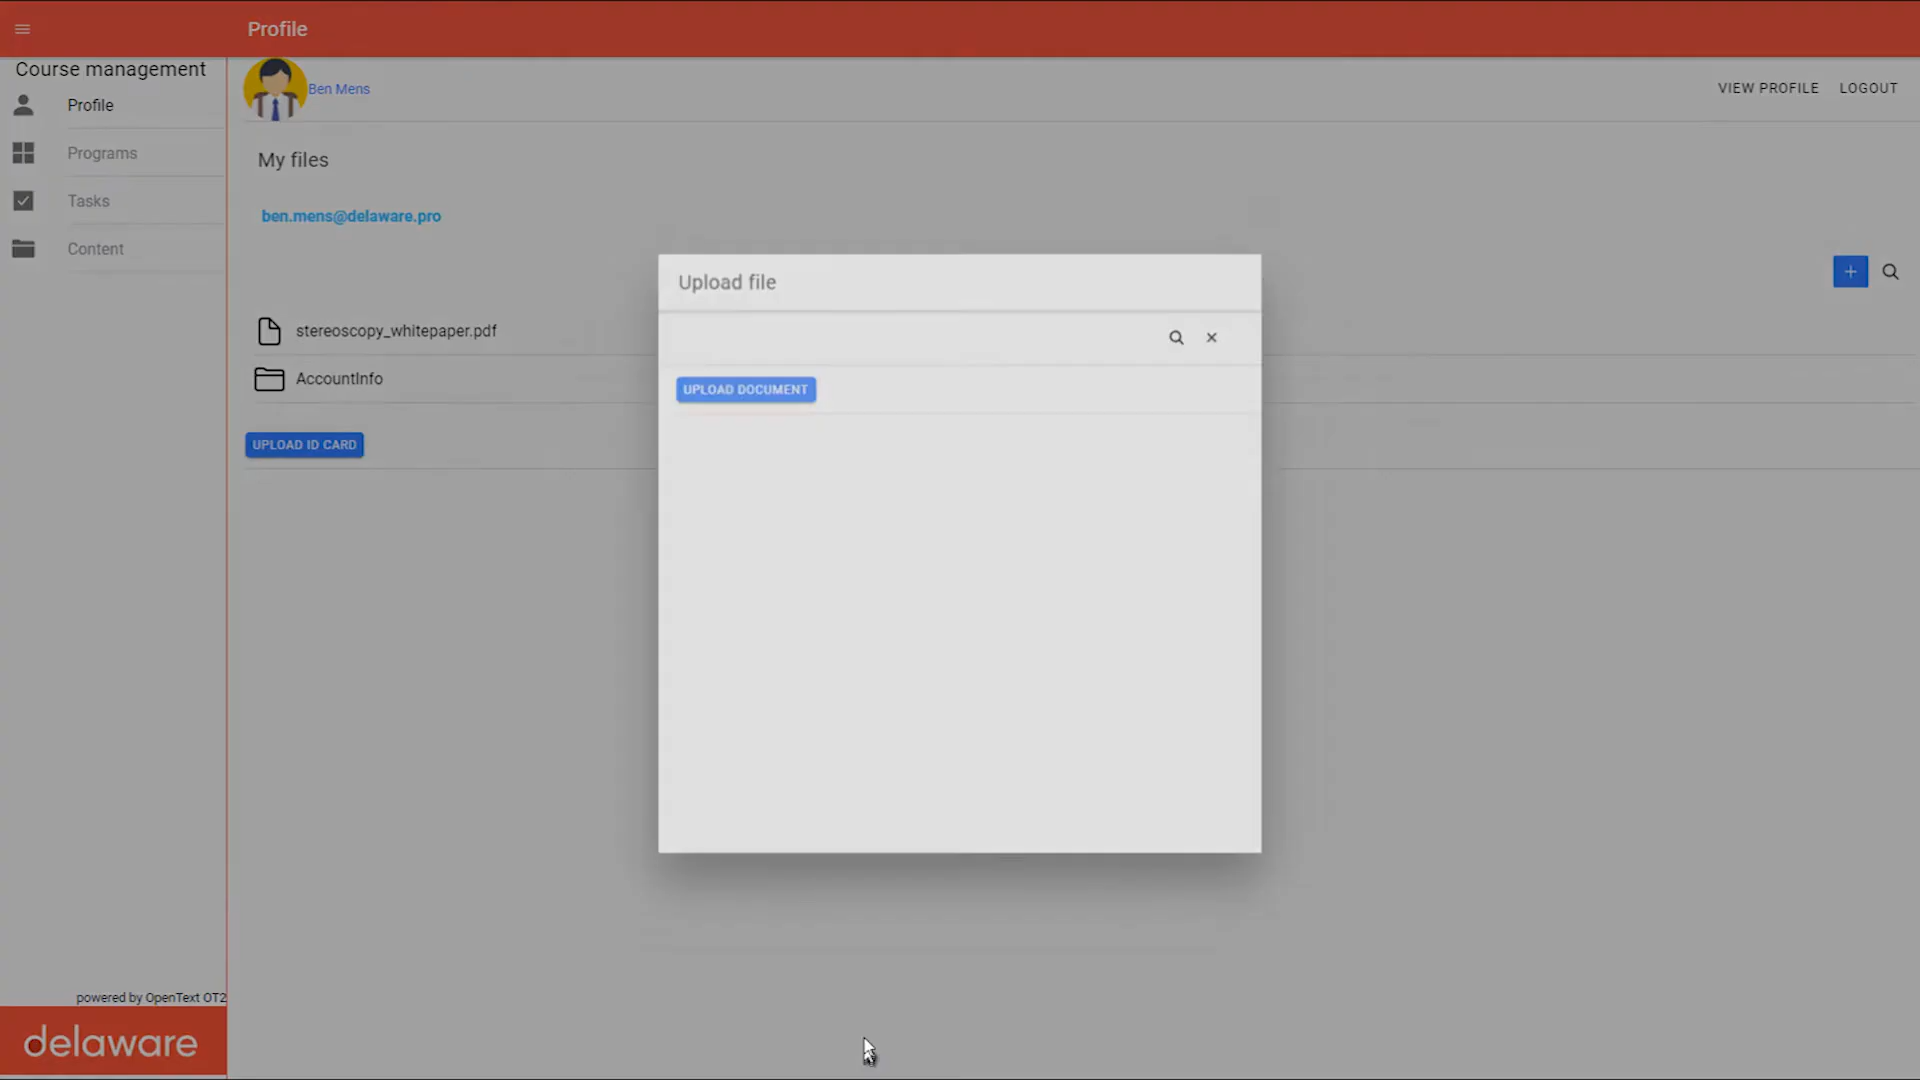 Profile
Course management
Profile
Programs
Tasks
Content
Ben Mens
VIEW PROFILE
LOGOUT
My files
ben.mens@delaware.pro
stereoscopy_whitepaper.pdf
AccountInfo
UPLOAD ID CARD
Upload file
UPLOAD DOCUMENT
powered by OpenText OT2
delaware